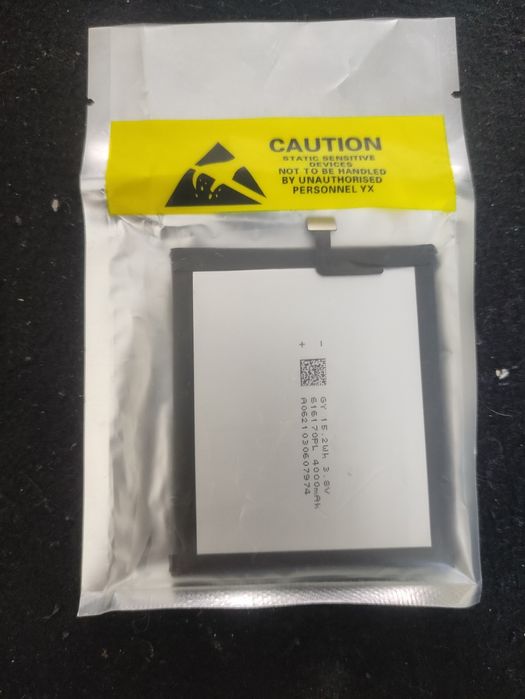 CAUTION
STATIC SENSITIVE
DEVICES
NOT TO BE HANDLED
BY UNAUTHORISED
PERSONNEL YX
+ -
GY 15.2Wh 3.8V
616170PL 4000mAh
A0621030607974